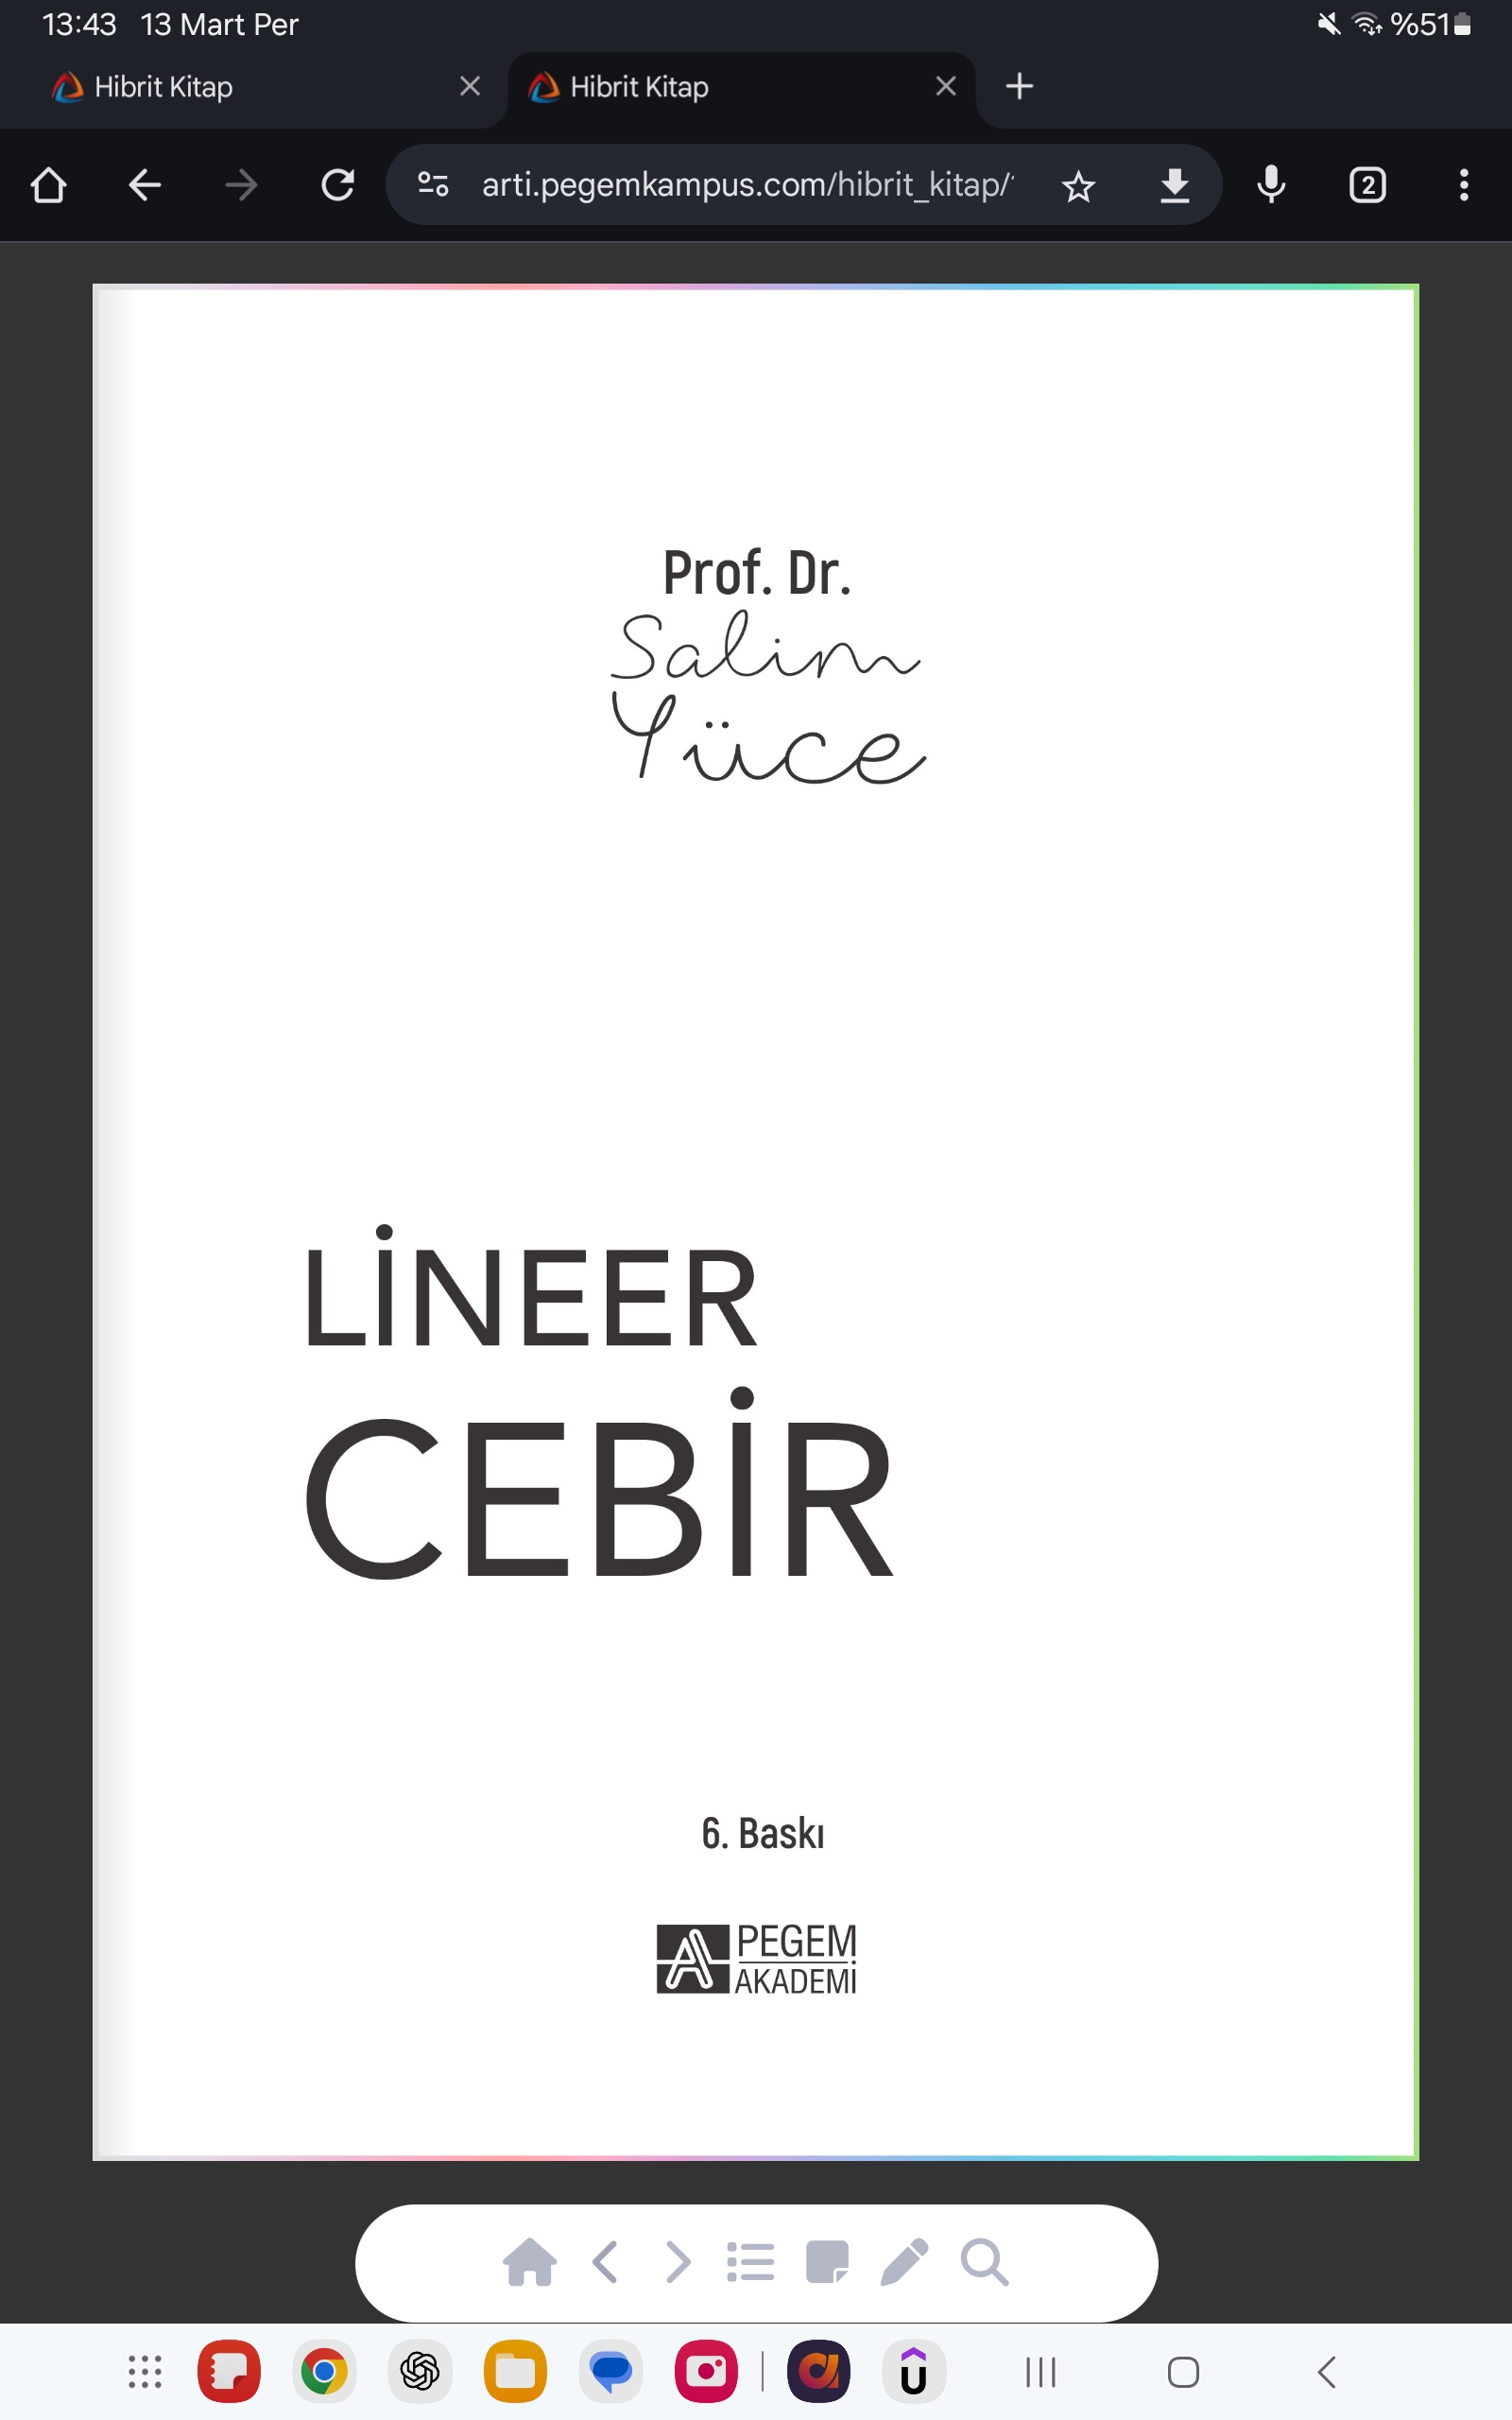 13:43 13 Mart Per %51
Hibrit Kitap Hibrit Kitap
arti.pegemkampus.com/hibrit_kitap/
2
Prof. Dr.
Salim
Yüce
LİNEER
CEBİR
6. Baskı
PEGEM
AKADEMİ